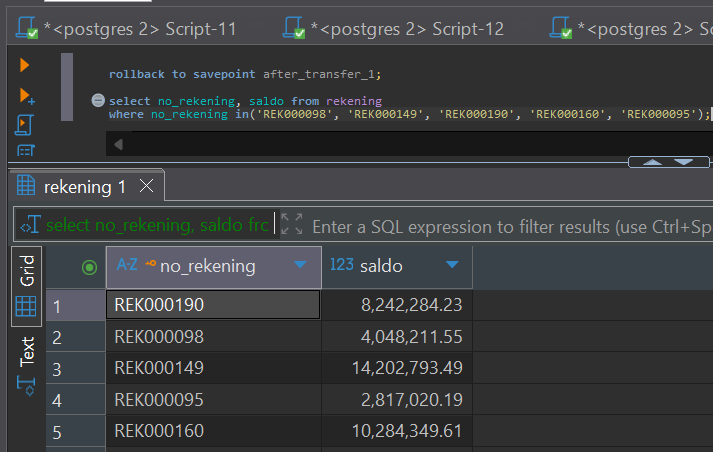 *<postgres 2> Script-11 *<postgres 2> Script-12 *<postgres 2> Sc
rollback to savepoint after_transfer_1;
select no_rekening, saldo from rekening
where no_rekening in('REK000098', 'REK000149', 'REK000190', 'REK000160', 'REK000095');
rekening 1
select no_rekening, saldo frc Enter a SQL expression to filter results (use Ctrl+Sp
Grid
Text
A-Z no_rekening 123 saldo
1 REK000190 8,242,284.23
2 REK000098 4,048,211.55
3 REK000149 14,202,793.49
4 REK000095 2,817,020.19
5 REK000160 10,284,349.61